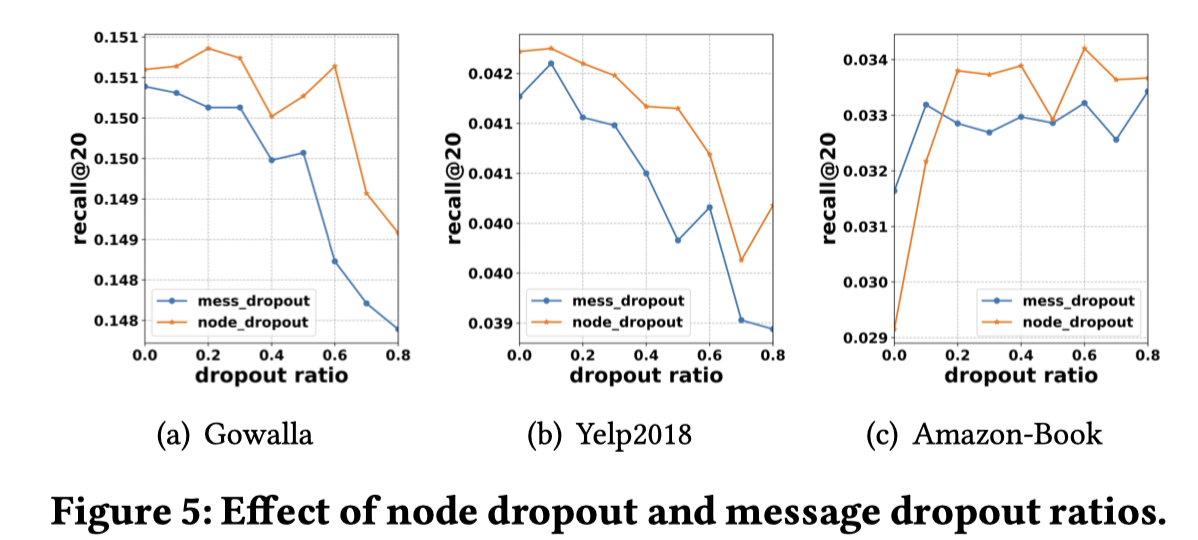 recall@20
0.151
0.151
0.150
0.150
0.149
0.149
0.148
0.148
mess_dropout
node_dropout
0.0 0.2 0.4 0.6 0.8
dropout ratio
(a) Gowalla
recall@20
0.042
0.041
0.041
0.040
0.040
0.039
mess_dropout
node_dropout
0.0 0.2 0.4 0.6 0.8
dropout ratio
(b) Yelp2018
recall@20
0.034
0.033
0.032
0.031
0.030
0.029
mess_dropout
node_dropout
0.0 0.2 0.4 0.6 0.8
dropout ratio
(c) Amazon-Book
Figure 5: Effect of node dropout and message dropout ratios.